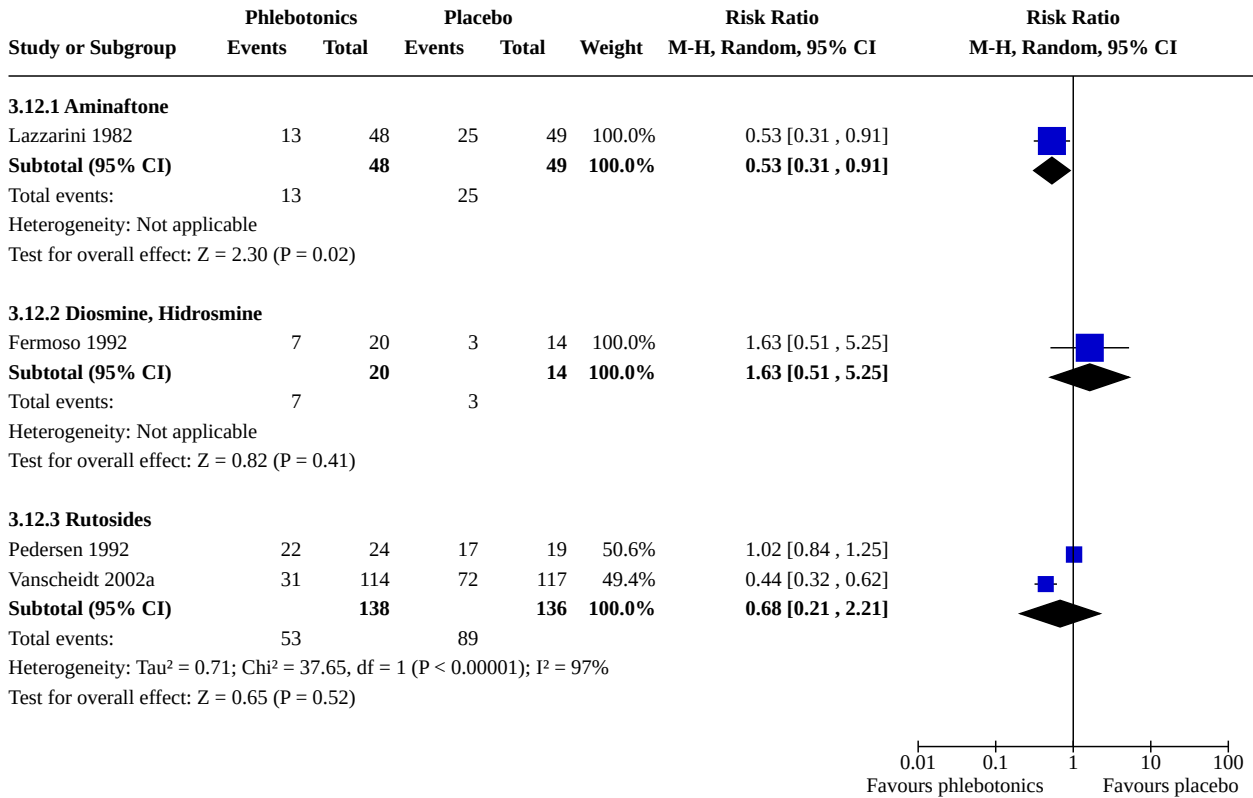 Phlebotonics Placebo Risk Ratio Risk Ratio
Study or Subgroup Events Total Events Total Weight M-H, Random, 95% CI M-H, Random, 95% CI
3.12.1 Aminaftone
Lazzarini 1982 13 48 25 49 100.0% 0.53 [0.31 , 0.91]
Subtotal (95% CI) 48 49 100.0% 0.53 [0.31 , 0.91]
Total events: 13 25
Heterogeneity: Not applicable
Test for overall effect: Z = 2.30 (P = 0.02)
3.12.2 Diosmine, Hidrosmine
Fermoso 1992 7 20 3 14 100.0% 1.63 [0.51 , 5.25]
Subtotal (95% CI) 20 14 100.0% 1.63 [0.51 , 5.25]
Total events: 7 3
Heterogeneity: Not applicable
Test for overall effect: Z = 0.82 (P = 0.41)
3.12.3 Rutosides
Pedersen 1992 22 24 17 19 50.6% 1.02 [0.84 , 1.25]
Vanscheidt 2002a 31 114 72 117 49.4% 0.44 [0.32 , 0.62]
Subtotal (95% CI) 138 136 100.0% 0.68 [0.21 , 2.21]
Total events: 53 89
Heterogeneity: Tau² = 0.71; Chi² = 37.65, df = 1 (P < 0.00001); I² = 97%
Test for overall effect: Z = 0.65 (P = 0.52)
0.01 0.1 1 10 100
Favours phlebotonics Favours placebo